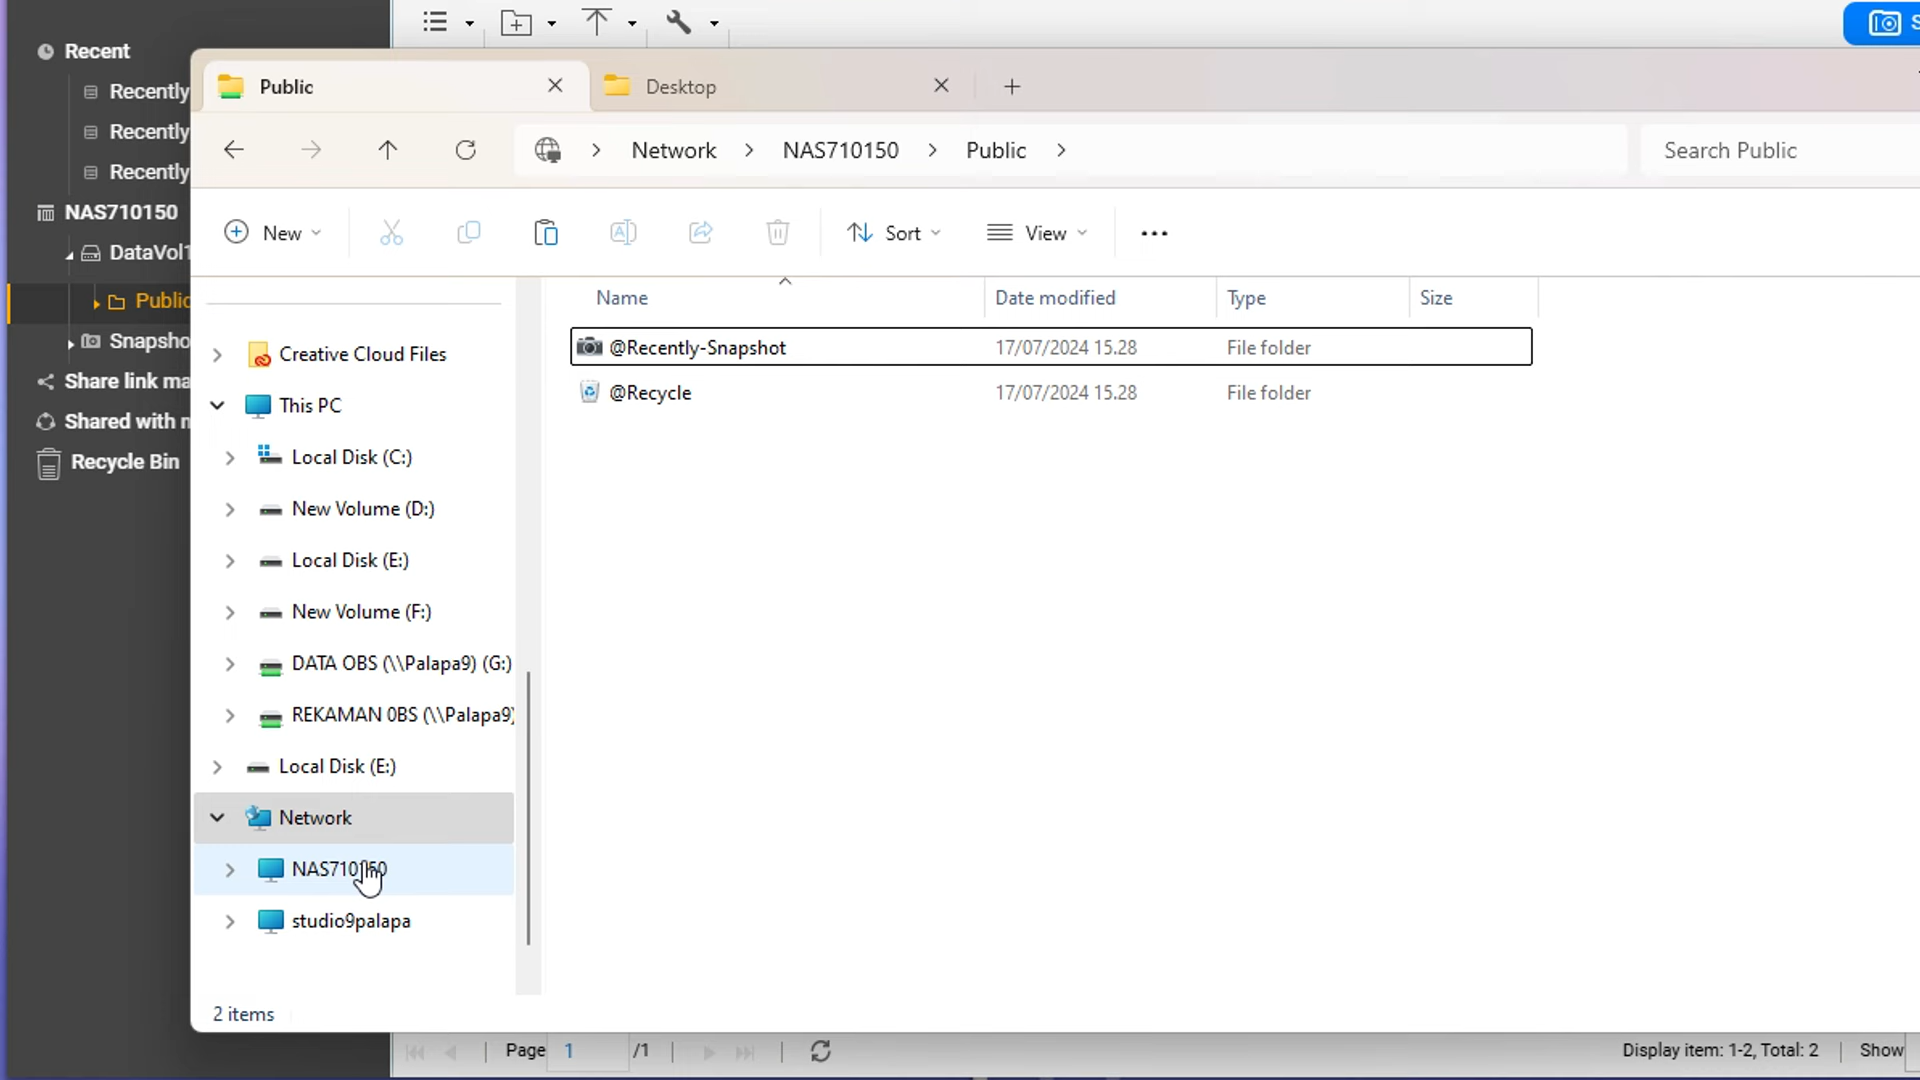 Recent
Recently
Recently
Recently
NAS710150
DataVol1
Public
Snapsho
Share link ma
Shared with m
Recycle Bin
Public
Desktop
Network
NAS710150
Public
Search Public
New
Sort
View
Name
Date modified
Type
Size
@Recently-Snapshot
17/07/2024 15.28
File folder
@Recycle
17/07/2024 15.28
File folder
Creative Cloud Files
This PC
Local Disk (C:)
New Volume (D:)
Local Disk (E:)
New Volume (F:)
DATA OBS (\\Palapa9) (G:)
REKAMAN 0BS (\\Palapa9)
Local Disk (E:)
Network
NAS710150
studio9palapa
2 items
Page 1 /1
Display item: 1-2, Total: 2
Show